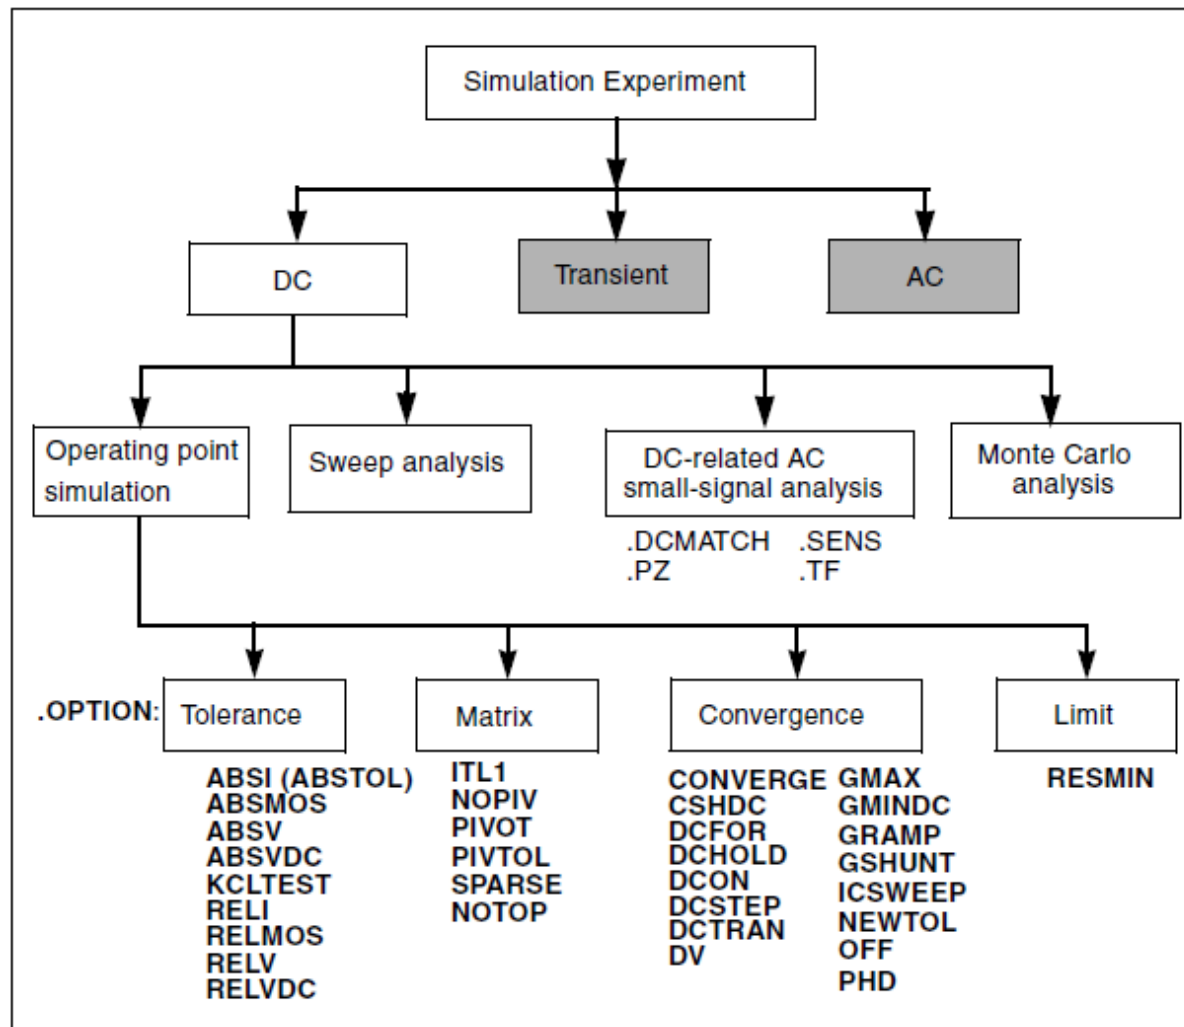 Simulation Experiment
DC
Transient
AC
Operating point
simulation
Sweep analysis
DC-related AC
small-signal analysis
Monte Carlo
analysis
.DCMATCH .SENS
.PZ .TF
.OPTION:
Tolerance
Matrix
Convergence
Limit
ABSI (ABSTOL)
ABSMOS
ABSV
ABSVDC
KCLTEST
RELI
RELMOS
RELV
RELVDC
ITL1
NOPIV
PIVOT
PIVTOL
SPARSE
NOTOP
CONVERGE
CSHDC
DCFOR
DCHOLD
DCON
DCSTEP
DCTRAN
DV
GMAX
GMINDC
GRAMP
GSHUNT
ICSWEEP
NEWTOL
OFF
PHD
RESMIN